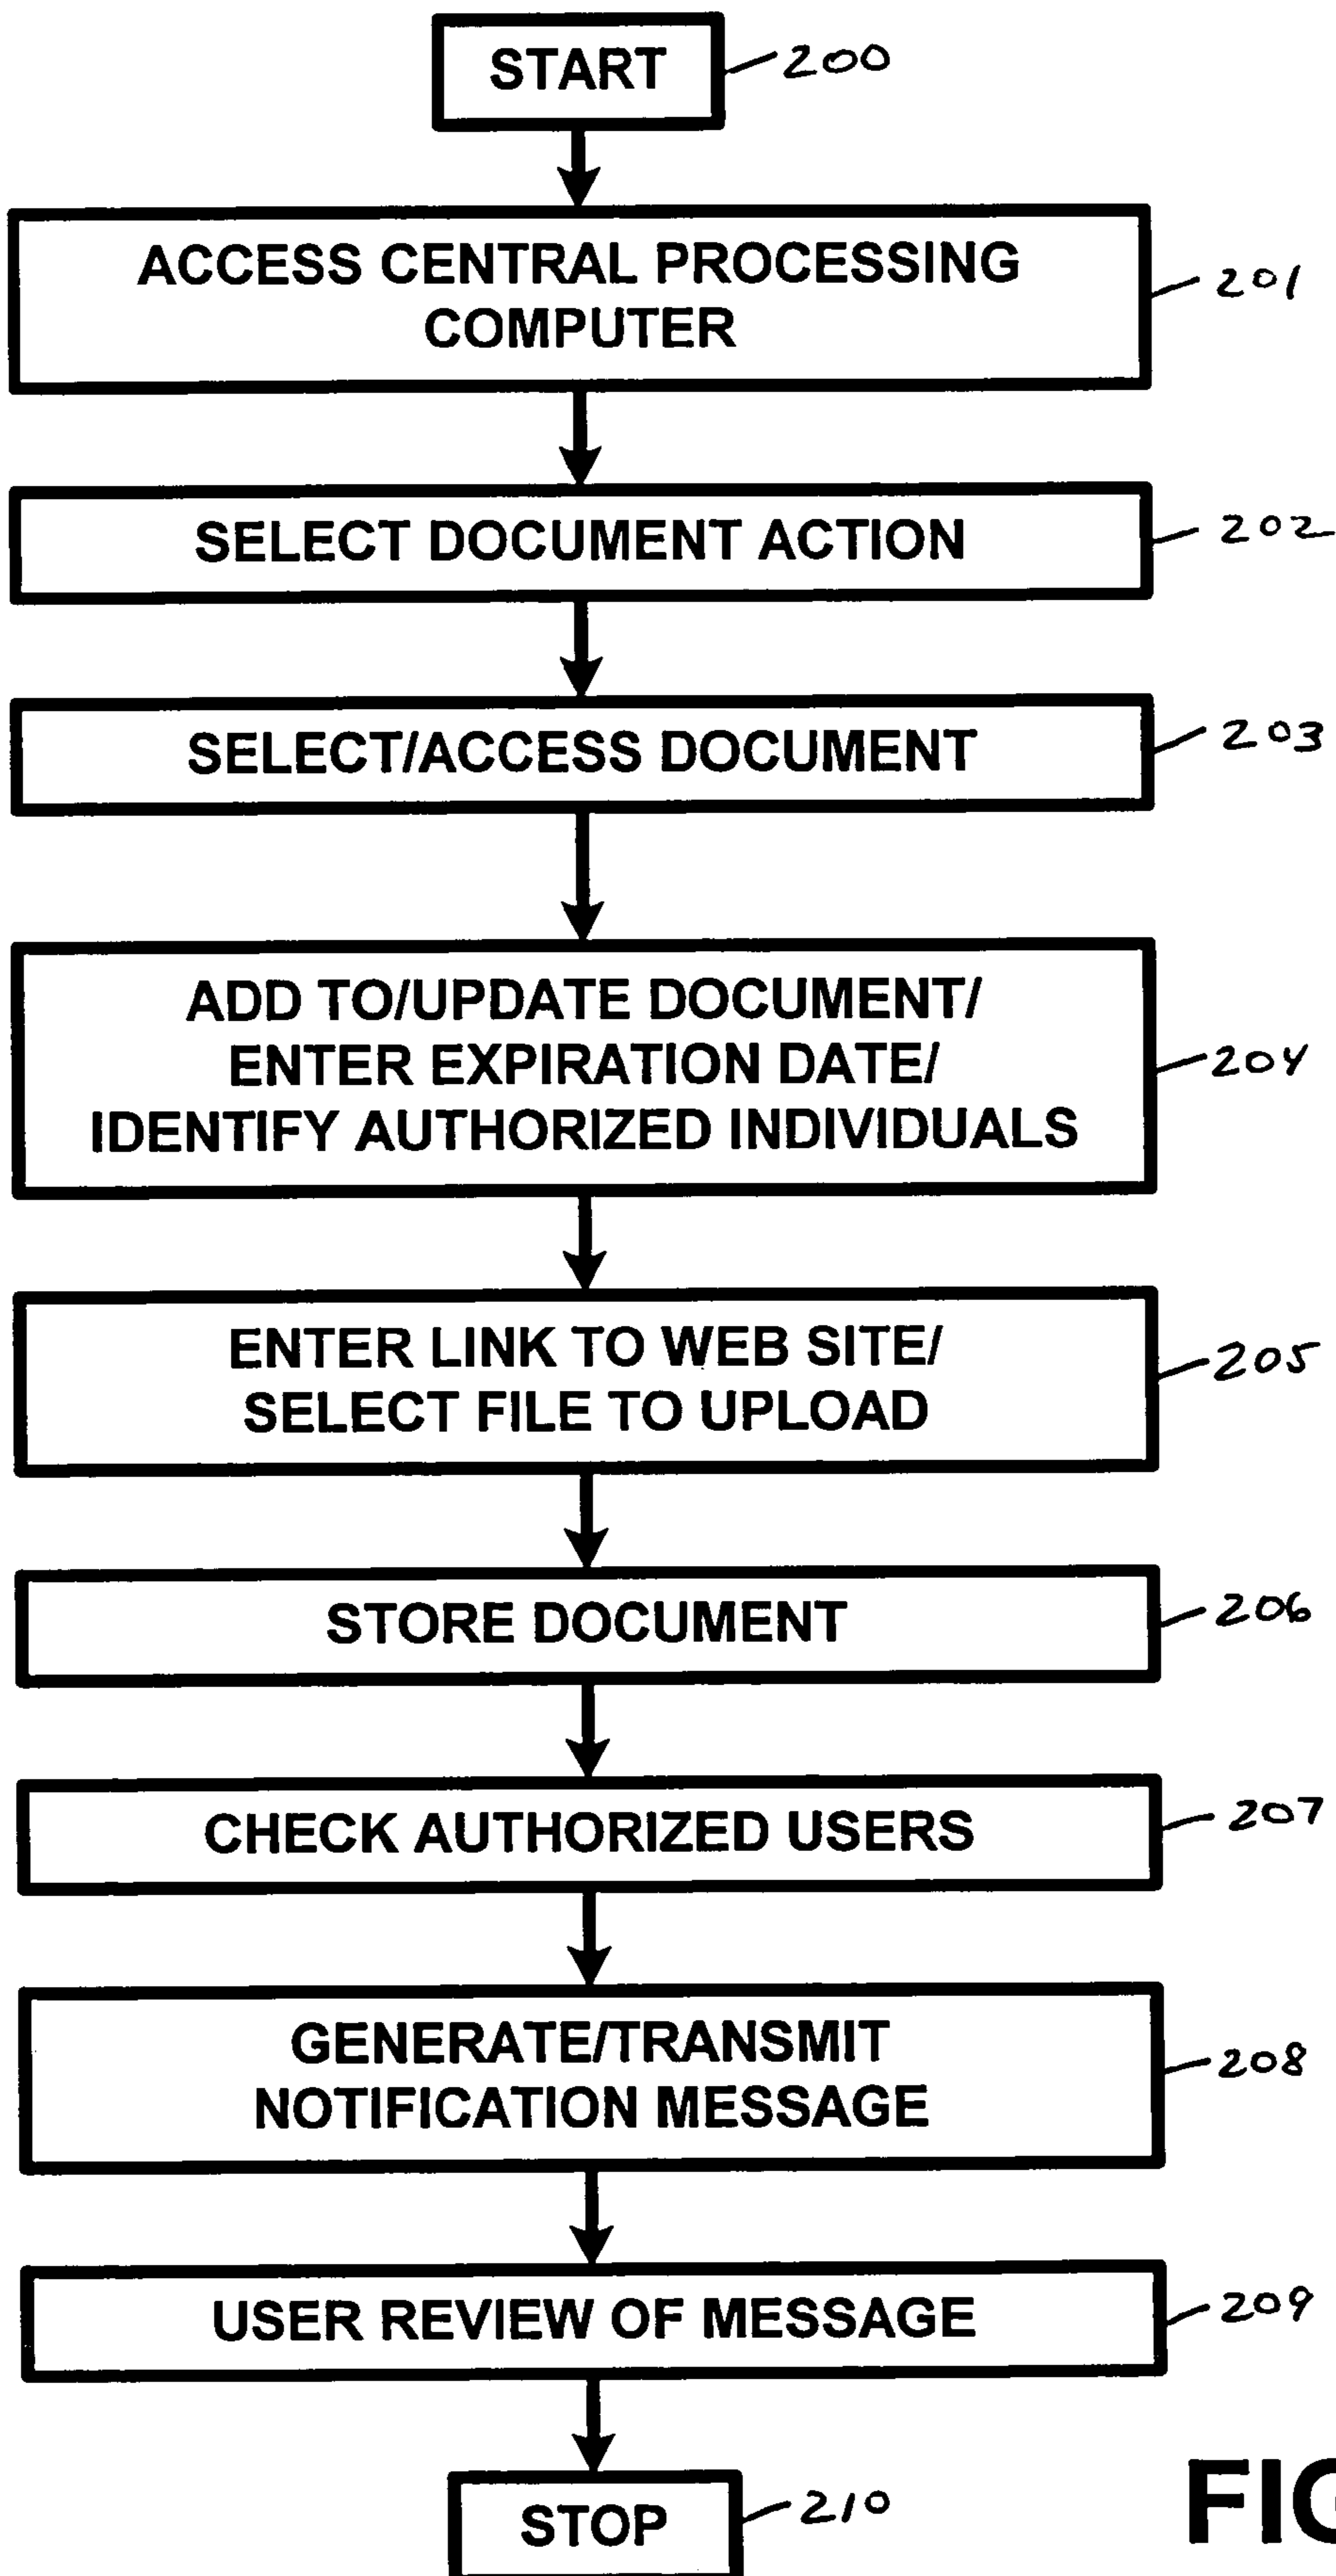 START 200
ACCESS CENTRAL PROCESSING
COMPUTER
201
SELECT DOCUMENT ACTION 202
SELECT/ACCESS DOCUMENT 203
ADD TO/UPDATE DOCUMENT/
ENTER EXPIRATION DATE/
IDENTIFY AUTHORIZED INDIVIDUALS
204
ENTER LINK TO WEB SITE/
SELECT FILE TO UPLOAD
205
STORE DOCUMENT 206
CHECK AUTHORIZED USERS 207
GENERATE/TRANSMIT
NOTIFICATION MESSAGE
208
USER REVIEW OF MESSAGE 209
STOP 210